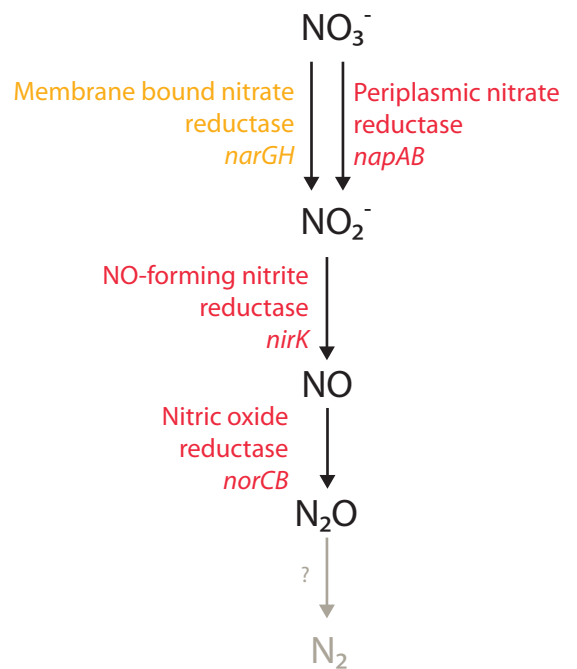 NO₃⁻
Membrane bound nitrate
reductase
narGH
Periplasmic nitrate
reductase
napAB
NO₂⁻
NO-forming nitrite
reductase
nirK
NO
Nitric oxide
reductase
norCB
N₂O
?
N₂